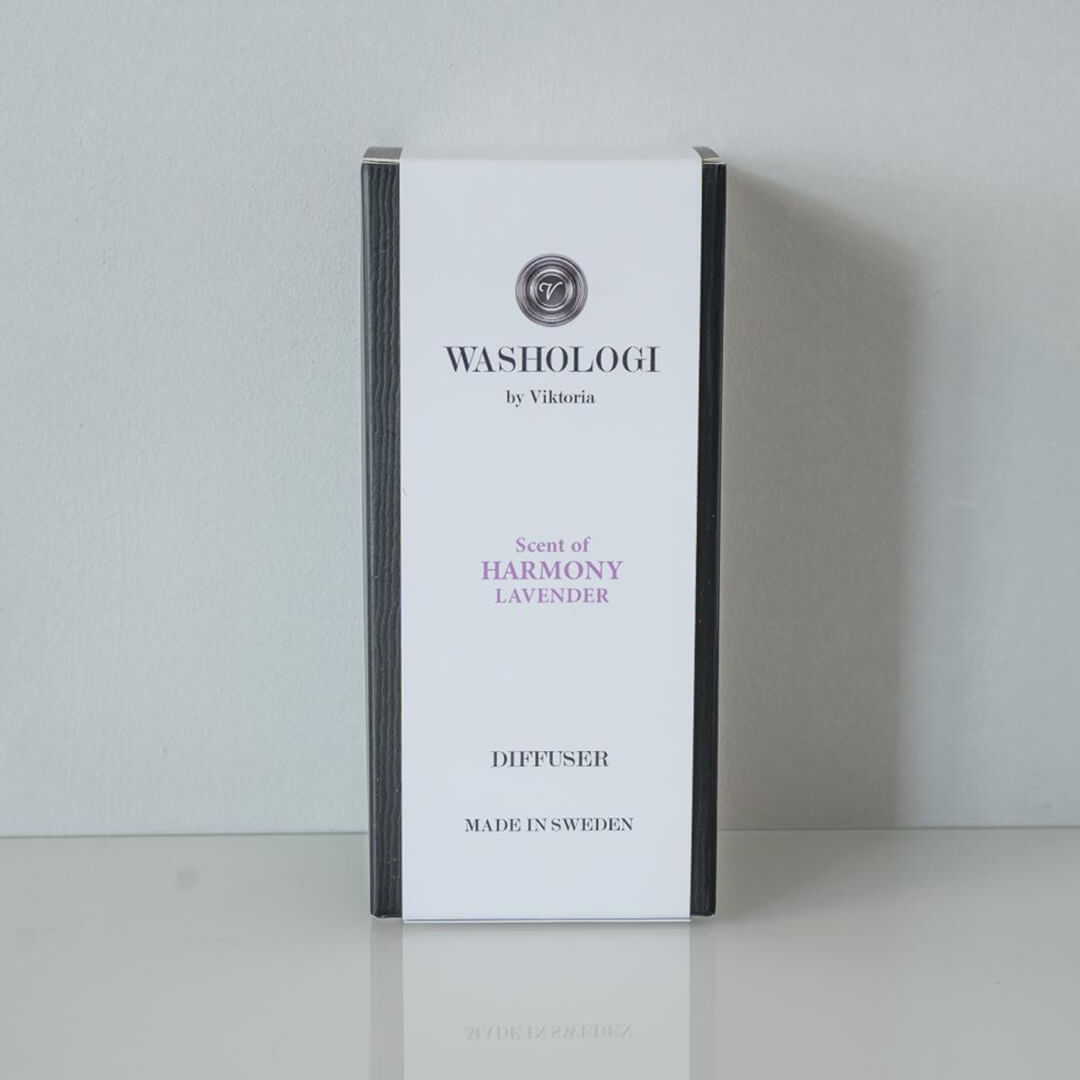 V
WASHOLOGI
by Viktoria
Scent of
HARMONY
LAVENDER
DIFFUSER
MADE IN SWEDEN